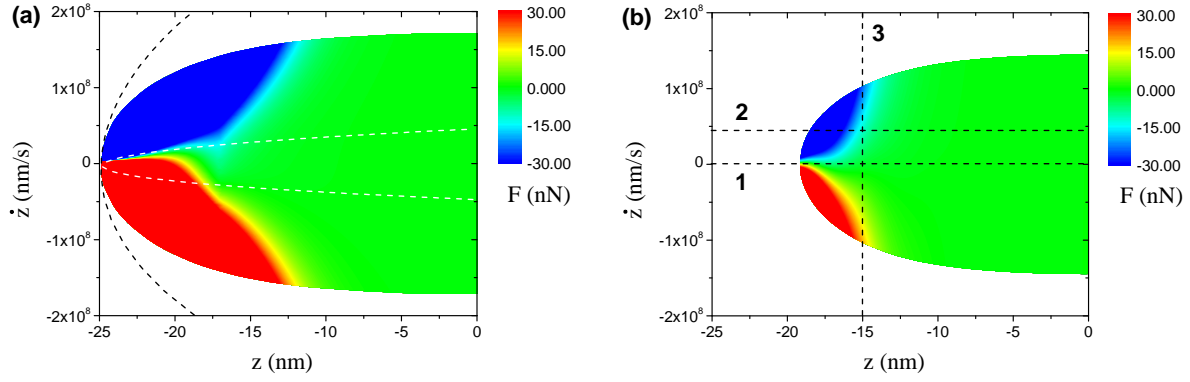 (a)
2x10⁸
1x10⁸
0
-1x10⁸
-2x10⁸
ż (nm/s)
-25 -20 -15 -10 -5 0
z (nm)
30.00
15.00
0.000
-15.00
-30.00
F (nN)
(b)
2x10⁸
1x10⁸
0
-1x10⁸
-2x10⁸
ż (nm/s)
3
2
1
-25 -20 -15 -10 -5 0
z (nm)
30.00
15.00
0.000
-15.00
-30.00
F (nN)